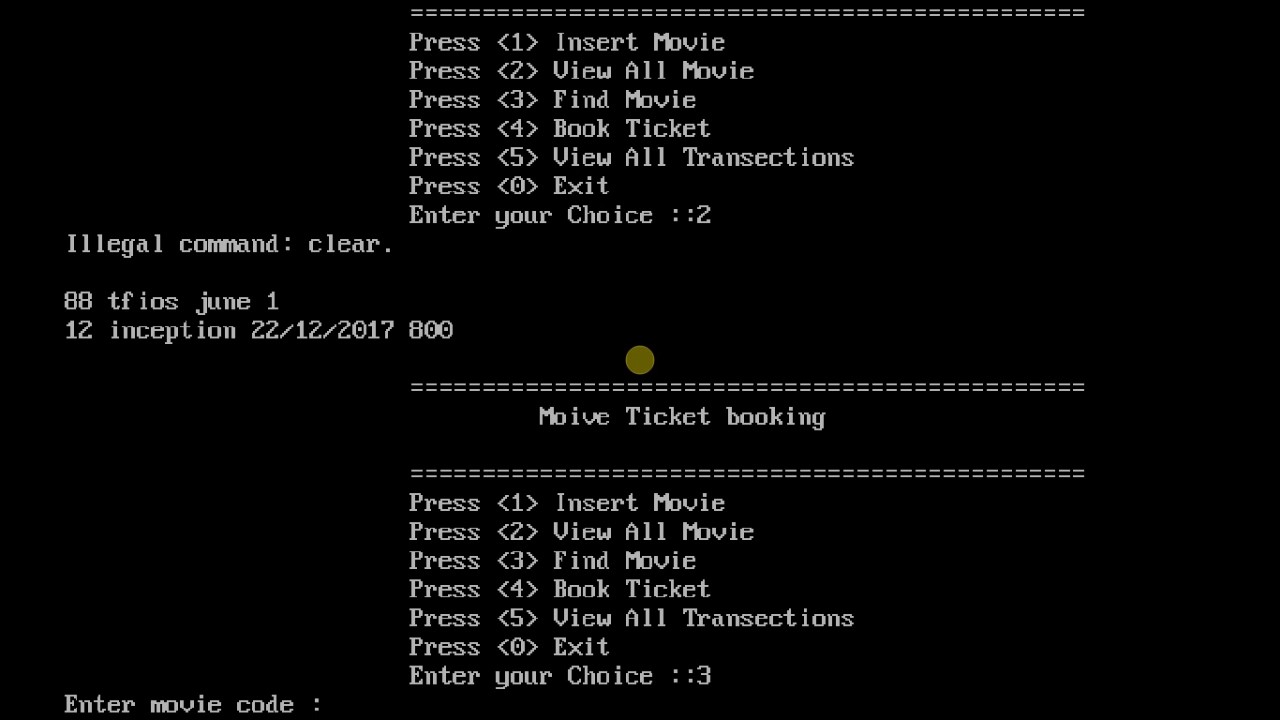 ===============================================
Press <1> Insert Movie
Press <2> View All Movie
Press <3> Find Movie
Press <4> Book Ticket
Press <5> View All Transections
Press <0> Exit
Enter your Choice ::2
Illegal command: clear.
88 tfios june 1
12 inception 22/12/2017 800
===============================================
Moive Ticket booking
===============================================
Press <1> Insert Movie
Press <2> View All Movie
Press <3> Find Movie
Press <4> Book Ticket
Press <5> View All Transections
Press <0> Exit
Enter your Choice ::3
Enter movie code :